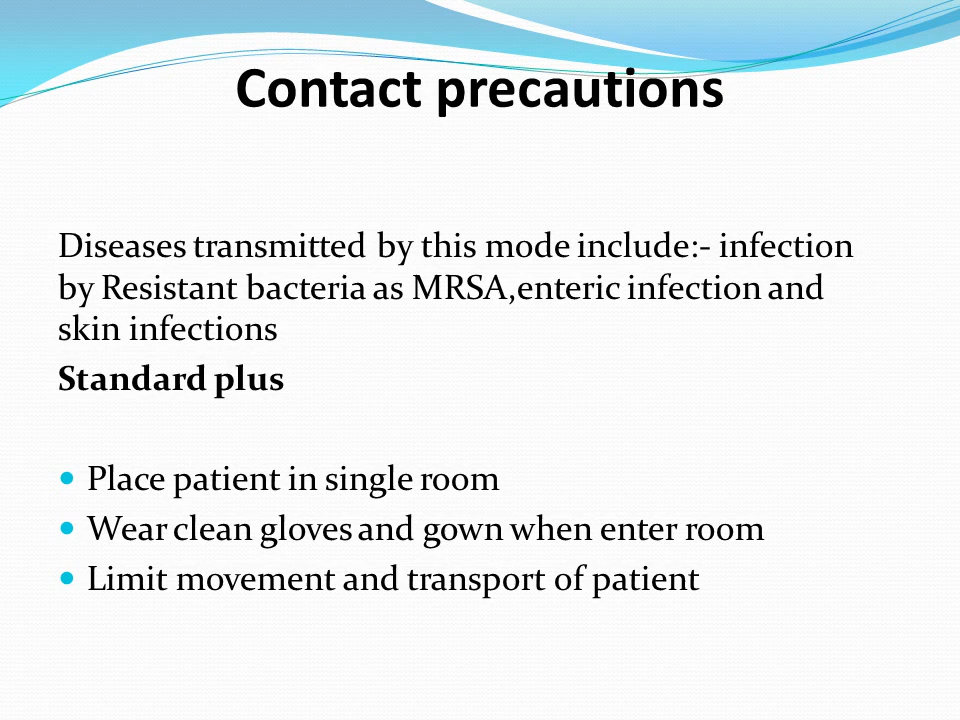 Contact precautions
Diseases transmitted by this mode include:- infection
by Resistant bacteria as MRSA,enteric infection and
skin infections
Standard plus
• Place patient in single room
• Wear clean gloves and gown when enter room
• Limit movement and transport of patient